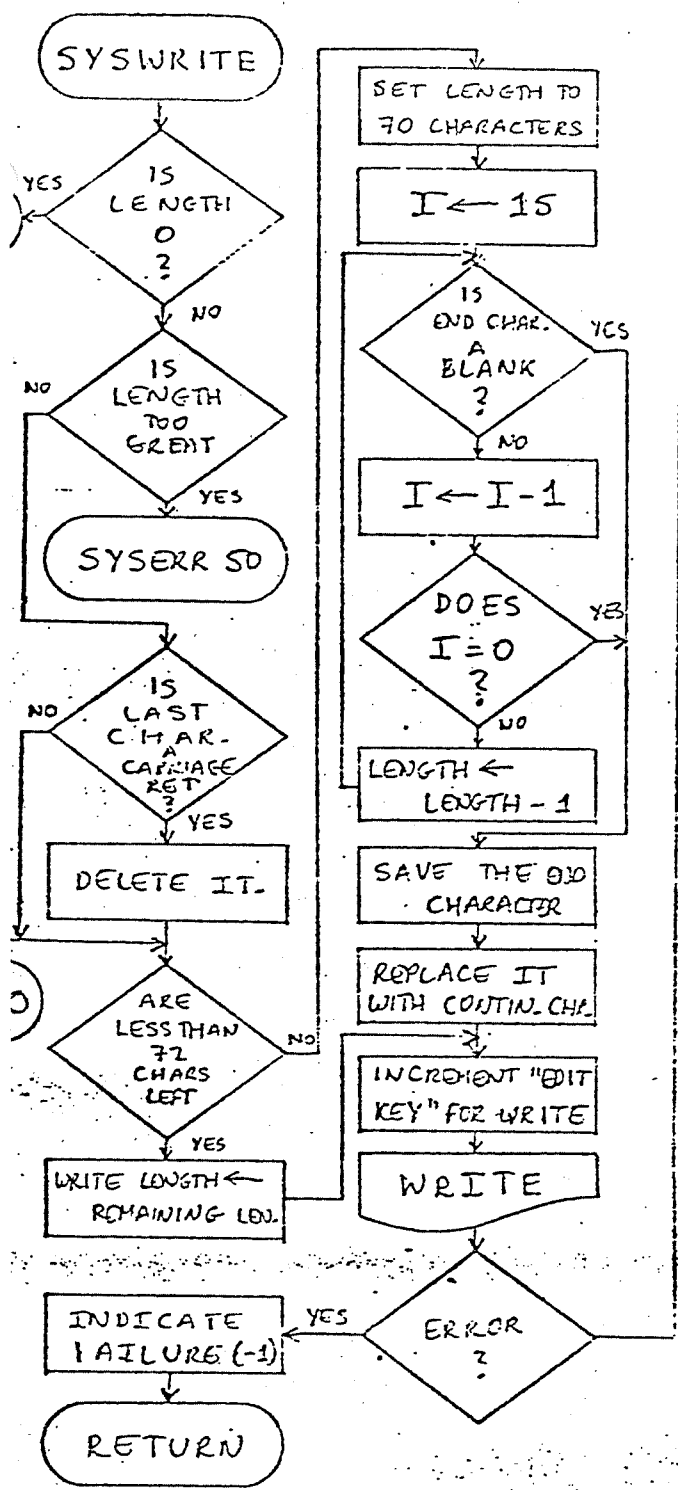 SYSWRITE
YES
IS
LENGTH
0
?
NO
NO
IS
LENGTH
TOO
GREAT
YES
SYSERR 50
NO
IS
LAST
CHAR.
A
CARRIAGE
RET
?
YES
DELETE IT.
ARE
LESS THAN
72
CHARS
LEFT
NO
YES
WRITE LENGTH ←
REMAINING LEN.
SET LENGTH TO
70 CHARACTERS
I ← 15
IS
END CHAR.
A
BLANK
?
YES
NO
I ← I-1
DOES
I=0
?
YES
NO
LENGTH ←
LENGTH - 1
SAVE THE
CHARACTER
REPLACE IT
WITH CONTIN. CHR.
INCREMENT "EDIT
KEY" FOR WRITE
WRITE
ERROR
?
YES
INDICATE
FAILURE (-1)
RETURN